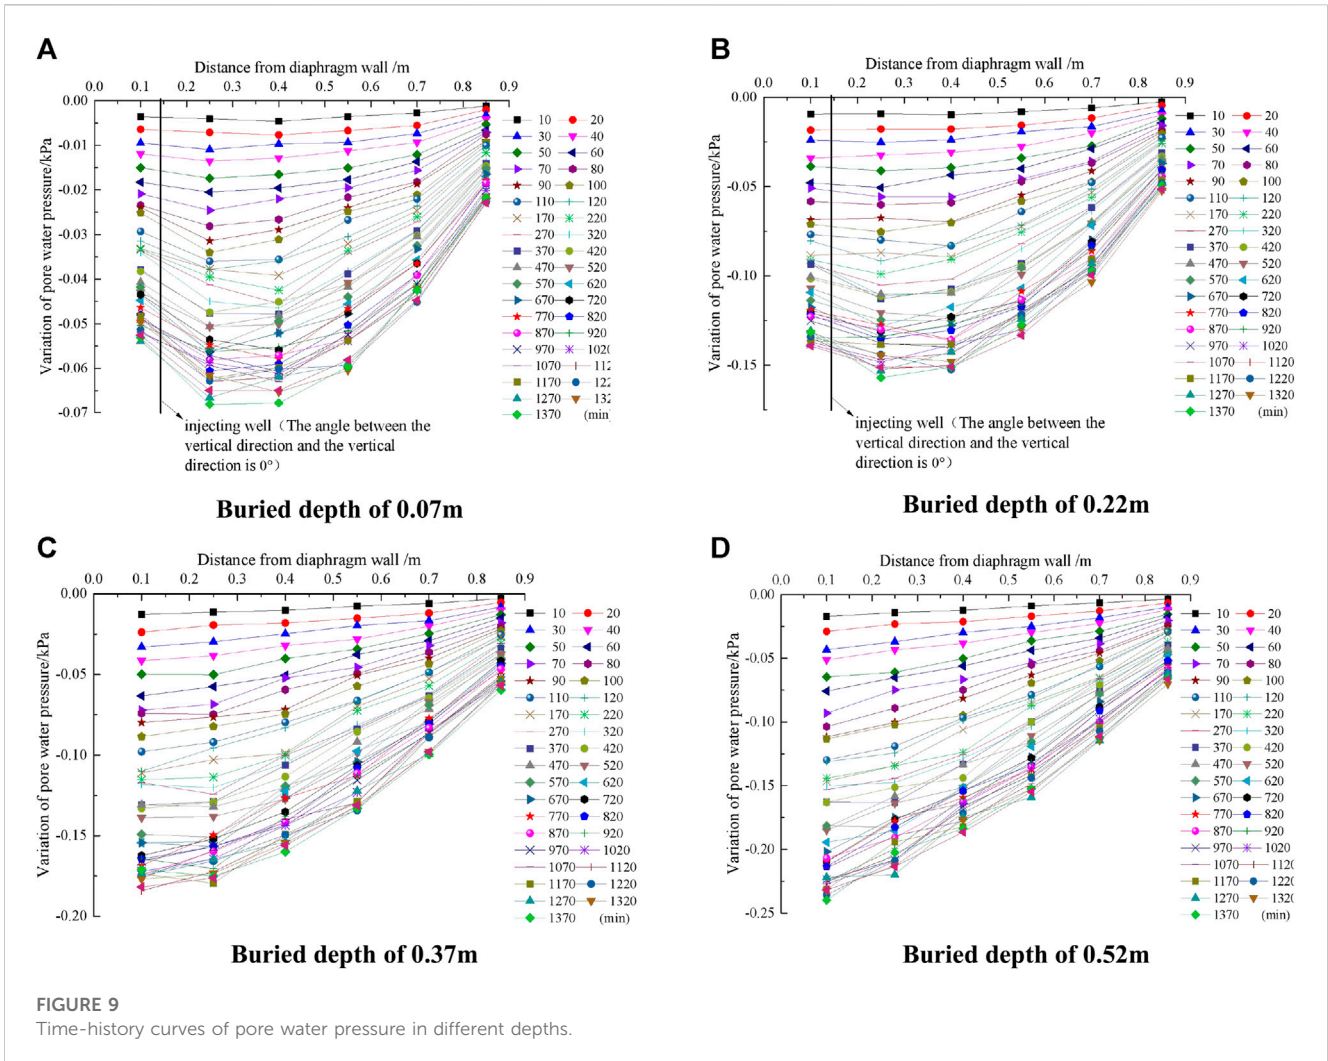 A
Distance from diaphragm wall /m
0.0 0.1 0.2 0.3 0.4 0.5 0.6 0.7 0.8 0.9
Variation of pore water pressure/kPa
0.00
-0.01
-0.02
-0.03
-0.04
-0.05
-0.06
-0.07
10 20
30 40
50 60
70 80
90 100
110 120
170 220
270 320
370 420
470 520
570 620
670 720
770 820
870 920
970 1020
1070 112
1170 122
1270 132
1370 (min)
injecting well（The angle between the
vertical direction and the vertical
direction is 0°）
Buried depth of 0.07m
B
Distance from diaphragm wall /m
0.0 0.1 0.2 0.3 0.4 0.5 0.6 0.7 0.8 0.9
Variation of pore water pressure/kPa
0.00
-0.05
-0.10
-0.15
10 20
30 40
50 60
70 80
90 100
110 120
170 220
270 320
370 420
470 520
570 620
670 720
770 820
870 920
970 1020
1070 1120
1170 1220
1270 1320
1370 (min)
injecting well（The angle between the
vertical direction and the vertical
direction is 0°）
Buried depth of 0.22m
C
Distance from diaphragm wall /m
0.0 0.1 0.2 0.3 0.4 0.5 0.6 0.7 0.8 0.9
Variation of pore water pressure/kPa
0.00
-0.05
-0.10
-0.15
-0.20
10 20
30 40
50 60
70 80
90 100
110 120
170 220
270 320
370 420
470 520
570 620
670 720
770 820
870 920
970 1020
1070 1120
1170 1220
1270 1320
1370 (min)
Buried depth of 0.37m
D
Distance from diaphragm wall /m
0.0 0.1 0.2 0.3 0.4 0.5 0.6 0.7 0.8 0.9
Variation of pore water pressure/kPa
0.00
-0.05
-0.10
-0.15
-0.20
-0.25
10 20
30 40
50 60
70 80
90 100
110 120
170 220
270 320
370 420
470 520
570 620
670 720
770 820
870 920
970 1020
1070 1120
1170 1220
1270 1320
1370 (min)
Buried depth of 0.52m
FIGURE 9
Time-history curves of pore water pressure in different depths.